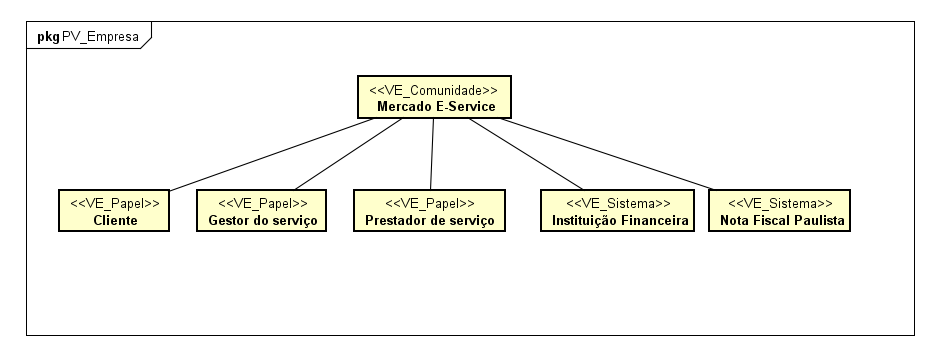 pkg PV_Empresa
<<VE_Comunidade>>
Mercado E-Service
<<VE_Papel>>
Cliente
<<VE_Papel>>
Gestor do serviço
<<VE_Papel>>
Prestador de serviço
<<VE_Sistema>>
Instituição Financeira
<<VE_Sistema>>
Nota Fiscal Paulista